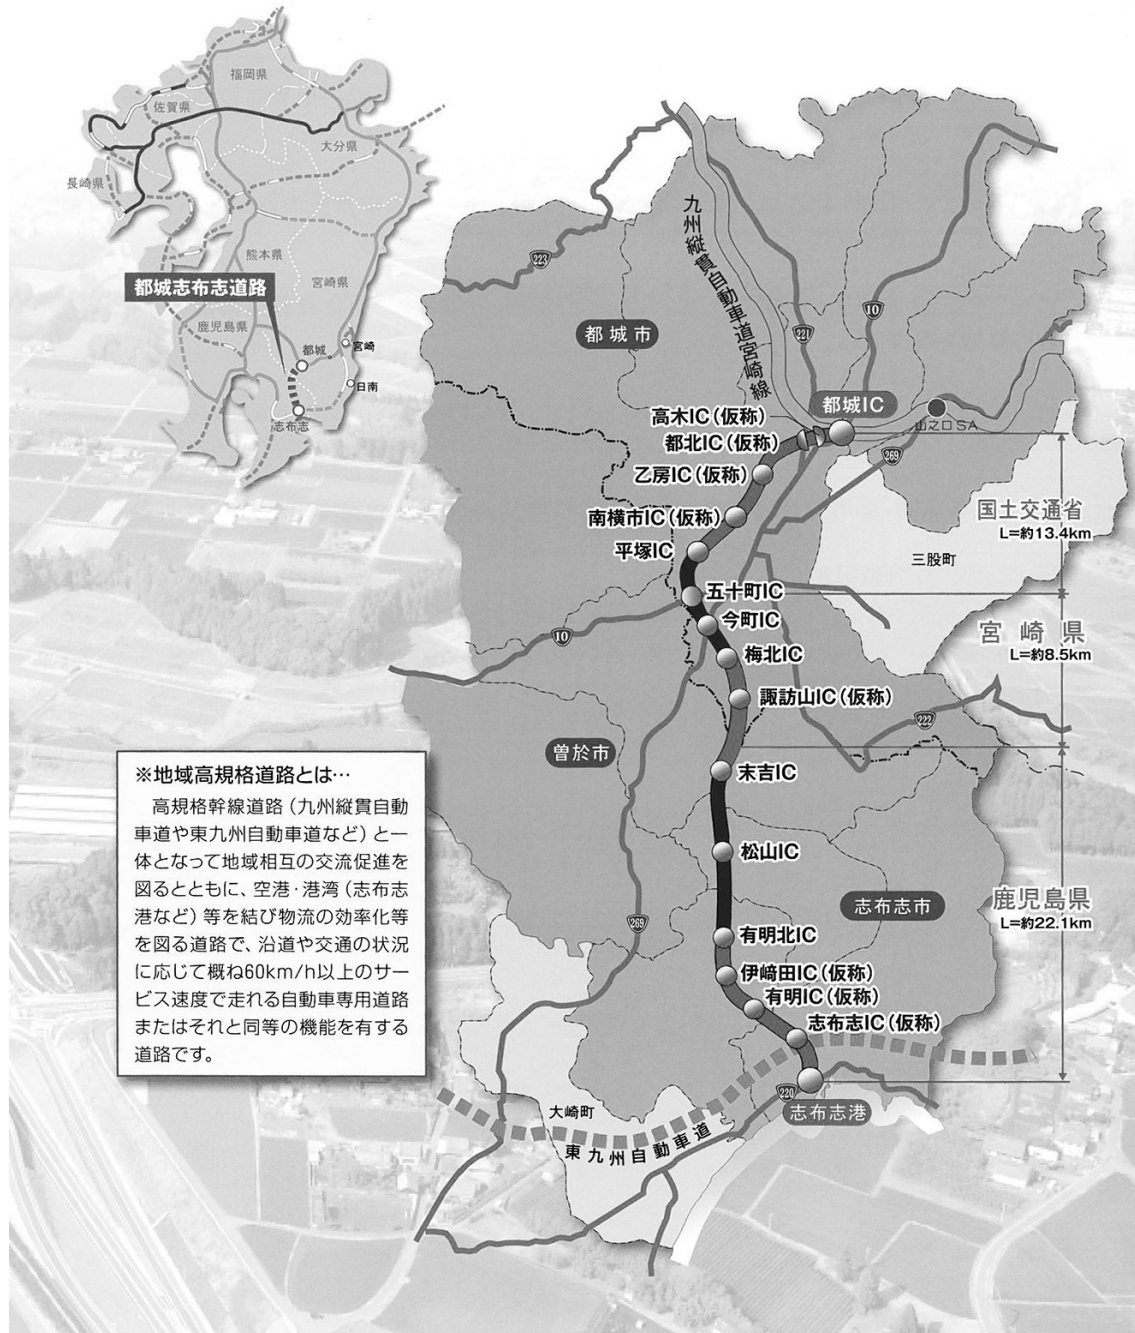 福岡県
佐賀県
大分県
長崎県
熊本県
宮崎県
都城志布志道路
鹿児島県
都城
宮崎
日南
志布志
九州縦貫自動車道宮崎線
223
221
10
都城市
高木IC（仮称）
都城IC
山之口SA
都北IC（仮称）
269
乙房IC（仮称）
南横市IC（仮称）
国土交通省
L=約13.4km
平塚IC
三股町
五十町IC
10
今町IC
宮崎県
L=約8.5km
梅北IC
諏訪山IC（仮称）
222
曽於市
末吉IC
※地域高規格道路とは…
高規格幹線道路（九州縦貫自動
車道や東九州自動車道など）と一
体となって地域相互の交流促進を
図るとともに、空港・港湾（志布志
港など）等を結び物流の効率化等
を図る道路で、沿道や交通の状況
に応じて概ね60km/h以上のサー
ビス速度で走れる自動車専用道路
またはそれと同等の機能を有する
道路です。
松山IC
志布志市
鹿児島県
L=約22.1km
269
有明北IC
伊﨑田IC（仮称）
有明IC（仮称）
志布志IC（仮称）
220
志布志港
大崎町
東九州自動車道